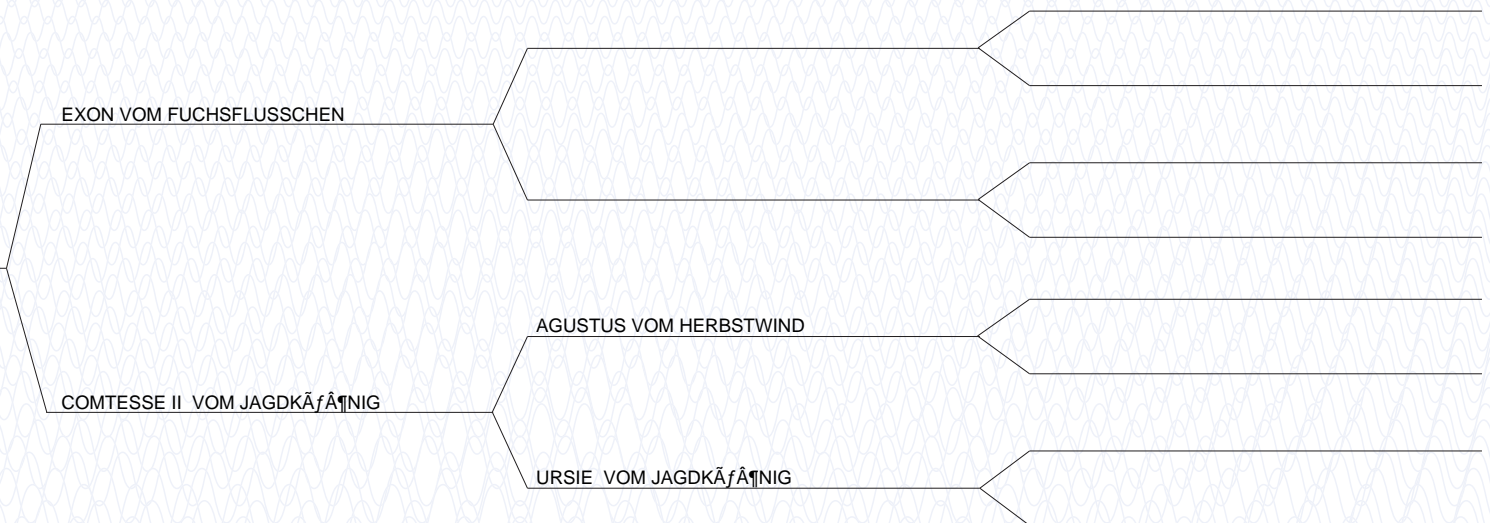 EXON VOM FUCHSFLUSSCHEN
AGUSTUS VOM HERBSTWIND
COMTESSE II  VOM JAGDKÃƒÂ¶NIG
URSIE  VOM JAGDKÃƒÂ¶NIG